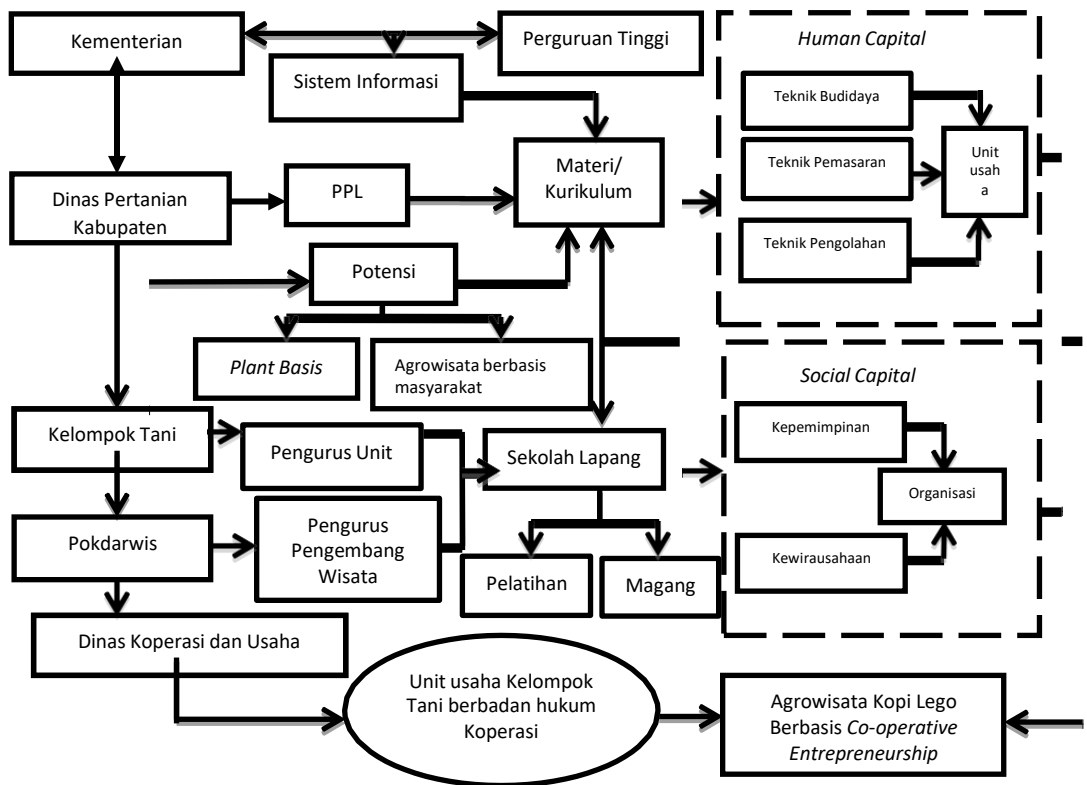 Kementerian
Perguruan Tinggi
Human Capital
Sistem Informasi
Teknik Budidaya
Materi/
Kurikulum
Teknik Pemasaran
Unit
usah
a
Dinas Pertanian
Kabupaten
PPL
Teknik Pengolahan
Potensi
Plant Basis
Agrowisata berbasis
masyarakat
Social Capital
Kelompok Tani
Pengurus Unit
Sekolah Lapang
Kepemimpinan
Organisasi
Pokdarwis
Pengurus
Pengembang
Wisata
Kewirausahaan
Pelatihan
Magang
Dinas Koperasi dan Usaha
Unit usaha Kelompok
Tani berbadan hukum
Koperasi
Agrowisata Kopi Lego
Berbasis Co-operative
Entrepreneurship